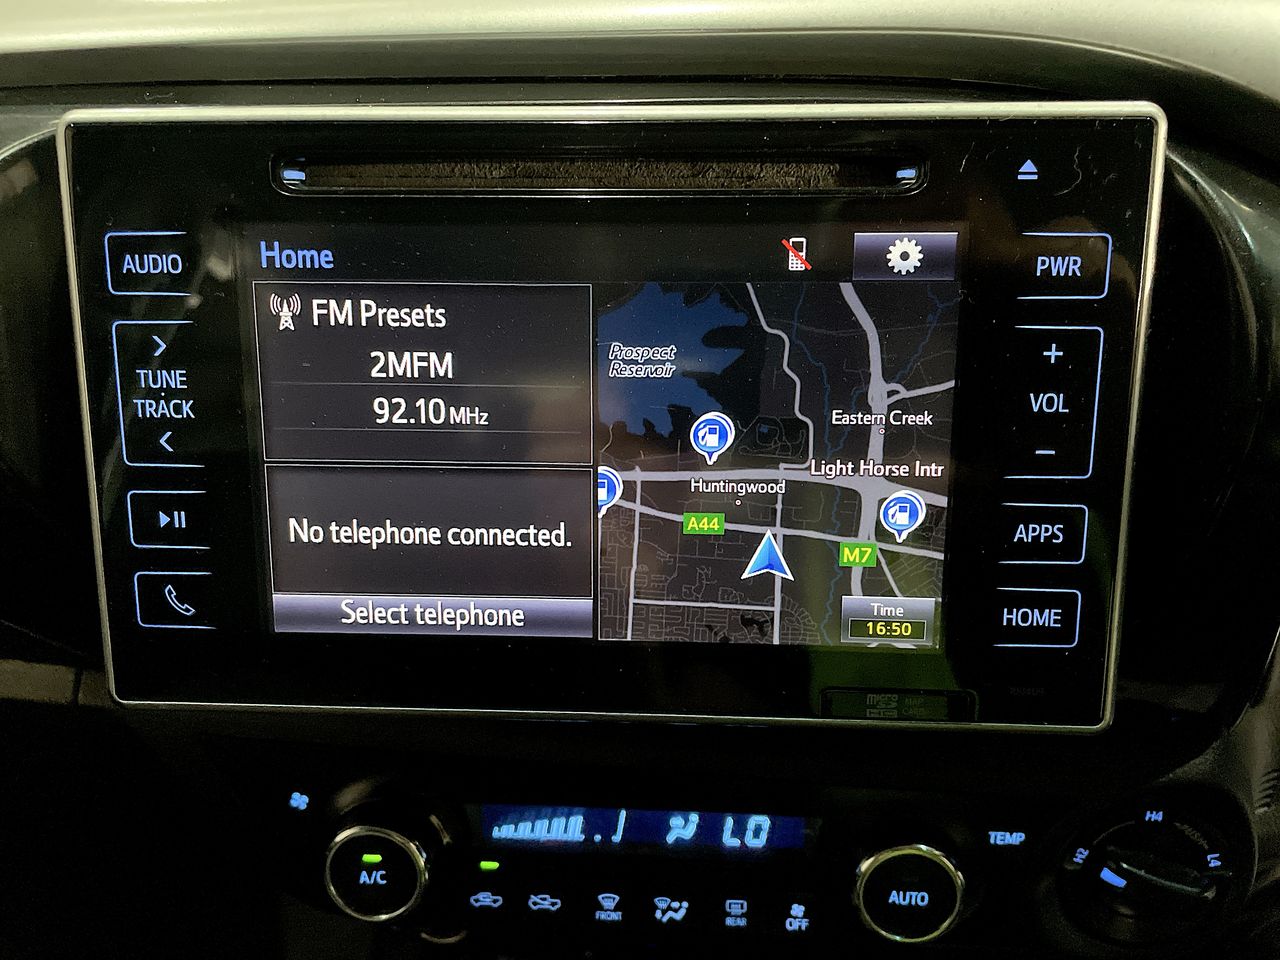 AUDIO
TUNE
TRACK
Home
FM Presets
2MFM
92.10 MHz
No telephone connected.
Select telephone
Prospect
Reservoir
Eastern Creek
Light Horse Intr
Huntingwood
A44
M7
Time
16:50
PWR
+
VOL
−
APPS
HOME
micro
MAP
A/C
LO
FRONT
REAR
OFF
AUTO
TEMP
H2
H4
L4